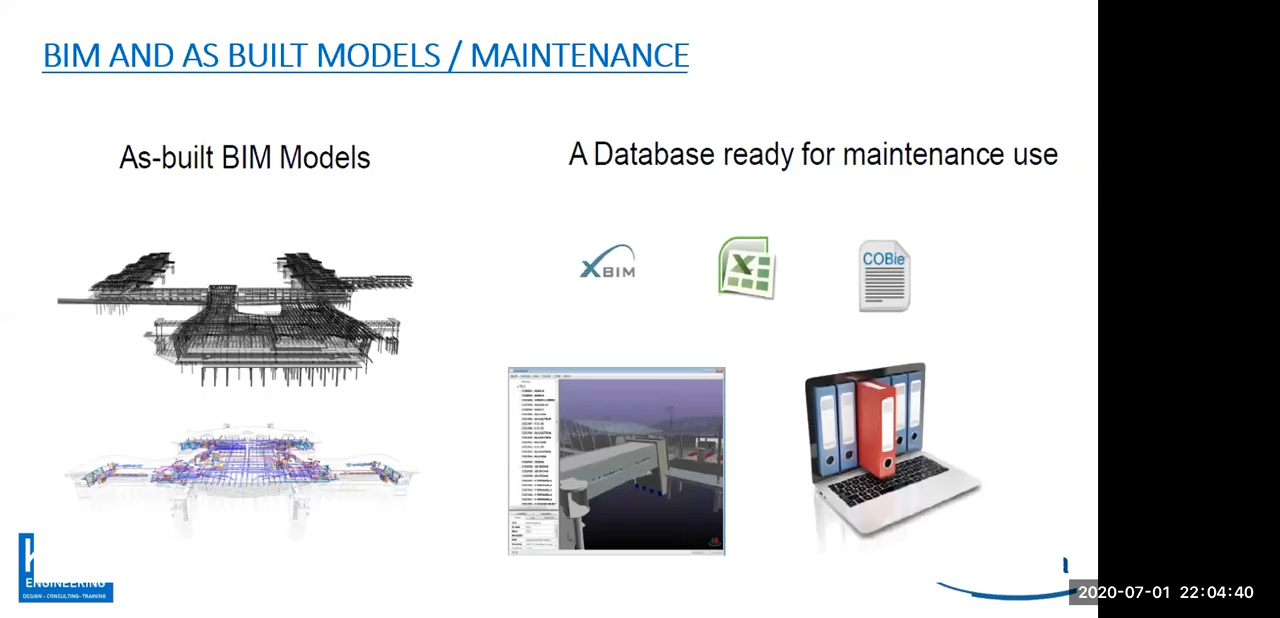 BIM AND AS BUILT MODELS / MAINTENANCE
As-built BIM Models
A Database ready for maintenance use
XBIM
COBie
ENGINEERING
DESIGN – CONSULTING- TRAINING
2020-07-01 22:04:40